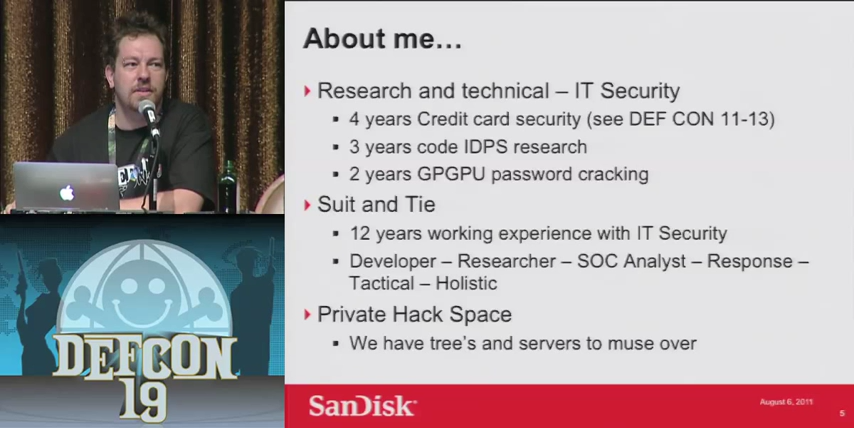 About me...
Research and technical – IT Security
4 years Credit card security (see DEF CON 11-13)
3 years code IDPS research
2 years GPGPU password cracking
Suit and Tie
12 years working experience with IT Security
Developer – Researcher – SOC Analyst – Response –
Tactical – Holistic
Private Hack Space
We have tree's and servers to muse over
SanDisk
August 6, 2011
5
DEFCON
19